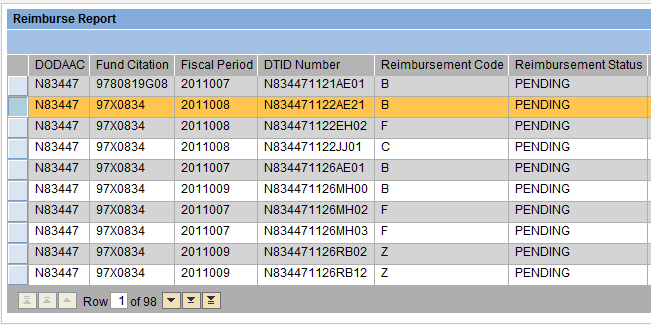 Reimburse Report
DODAAC Fund Citation Fiscal Period DTID Number Reimbursement Code Reimbursement Status
N83447 9780819G08 2011007 N834471121AE01 B PENDING
N83447 97X0834 2011008 N834471122AE21 B PENDING
N83447 97X0834 2011008 N834471122EH02 F PENDING
N83447 97X0834 2011008 N834471122JJ01 C PENDING
N83447 97X0834 2011007 N834471126AE01 B PENDING
N83447 97X0834 2011009 N834471126MH00 B PENDING
N83447 97X0834 2011007 N834471126MH02 F PENDING
N83447 97X0834 2011007 N834471126MH03 F PENDING
N83447 97X0834 2011009 N834471126RB02 Z PENDING
N83447 97X0834 2011009 N834471126RB12 Z PENDING
Row 1 of 98